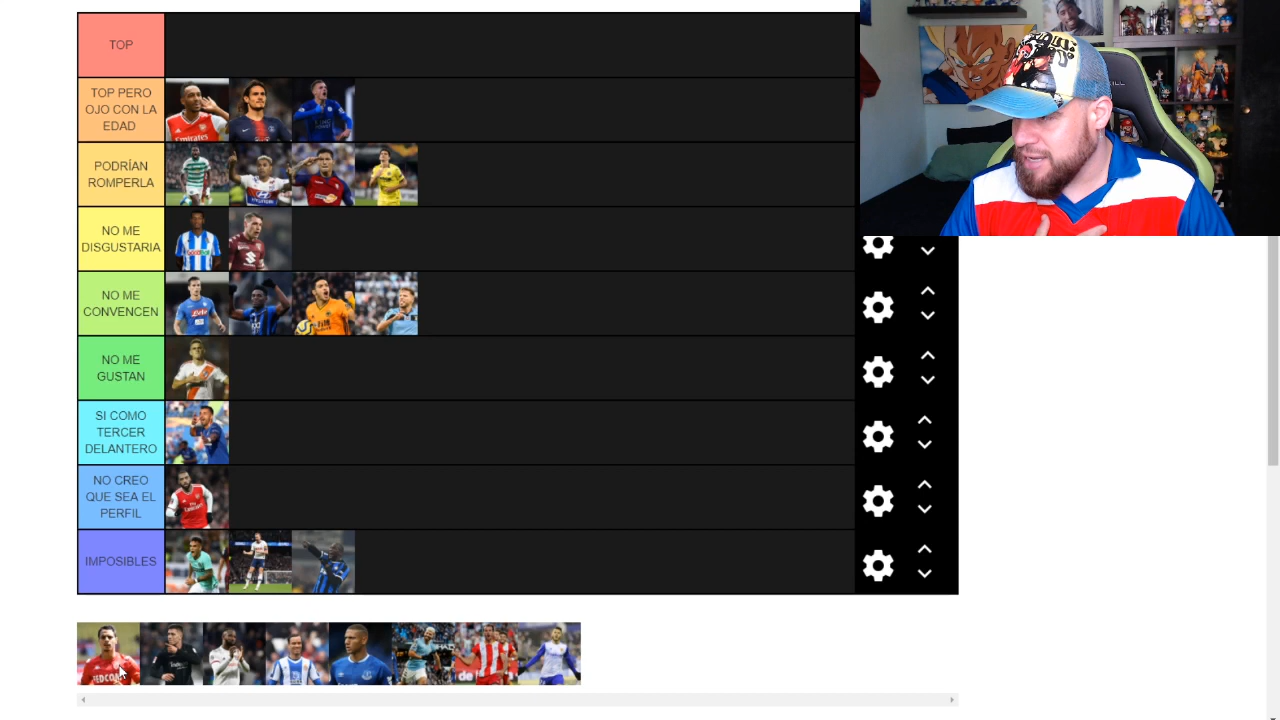 TOP
TOP PERO
OJO CON LA
EDAD
Emirates
PODRÍAN
ROMPERLA
NO ME
DISGUSTARIA
NO ME
CONVENCEN
NO ME
GUSTAN
SI COMO
TERCER
DELANTERO
NO CREO
QUE SEA EL
PERFIL
IMPOSIBLES